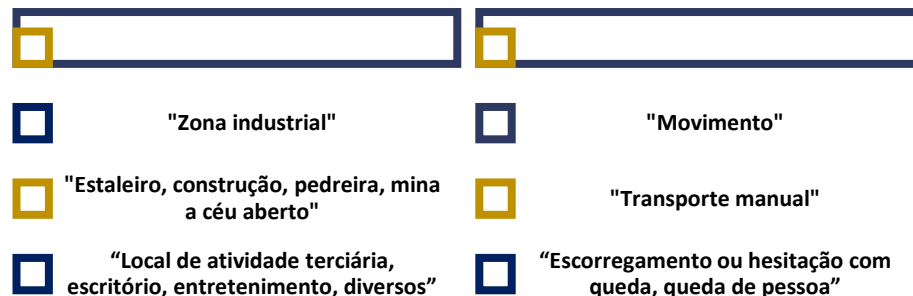 "Zona industrial"
"Estaleiro, construção, pedreira, mina
a céu aberto"
“Local de atividade terciária,
escritório, entretenimento, diversos”
"Movimento"
"Transporte manual"
“Escorregamento ou hesitação com
queda, queda de pessoa”